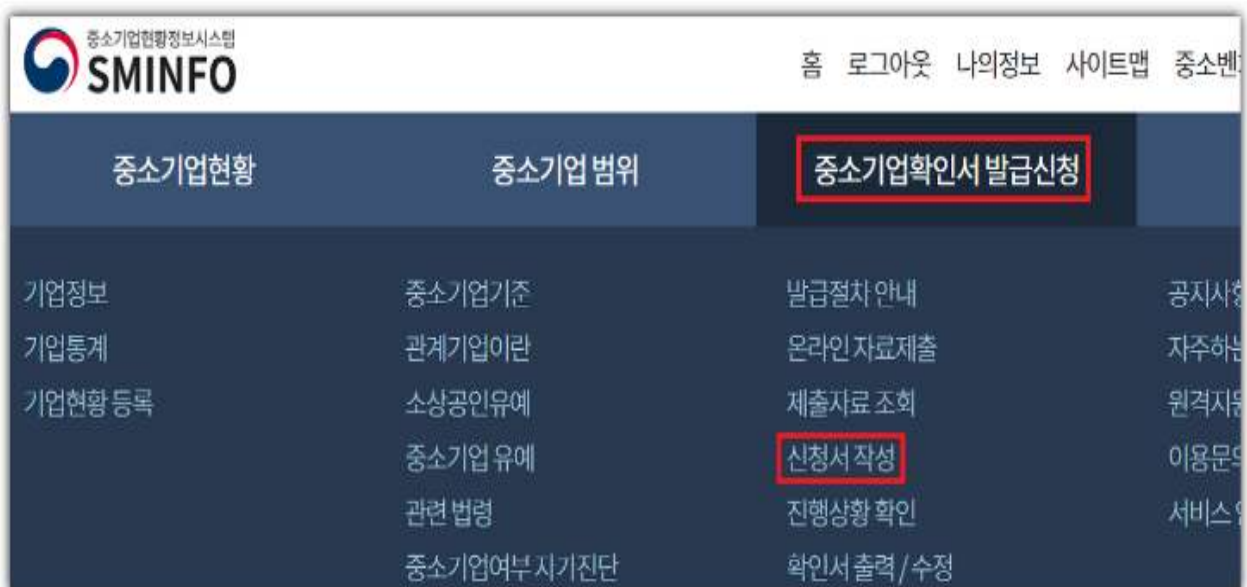 중소기업현황정보시스템
SMINFO
홈 로그아웃 나의정보 사이트맵
중소기업현황 중소기업 범위 중소기업확인서 발급신청
기업정보 중소기업기준 발급절차 안내
기업통계 관계기업이란 온라인 자료제출
기업현황 등록 소상공인유예 제출자료 조회
중소기업 유예 신청서 작성
관련 법령 진행상황 확인 서비스
중소기업여부 자기진단 확인서 출력 / 수정